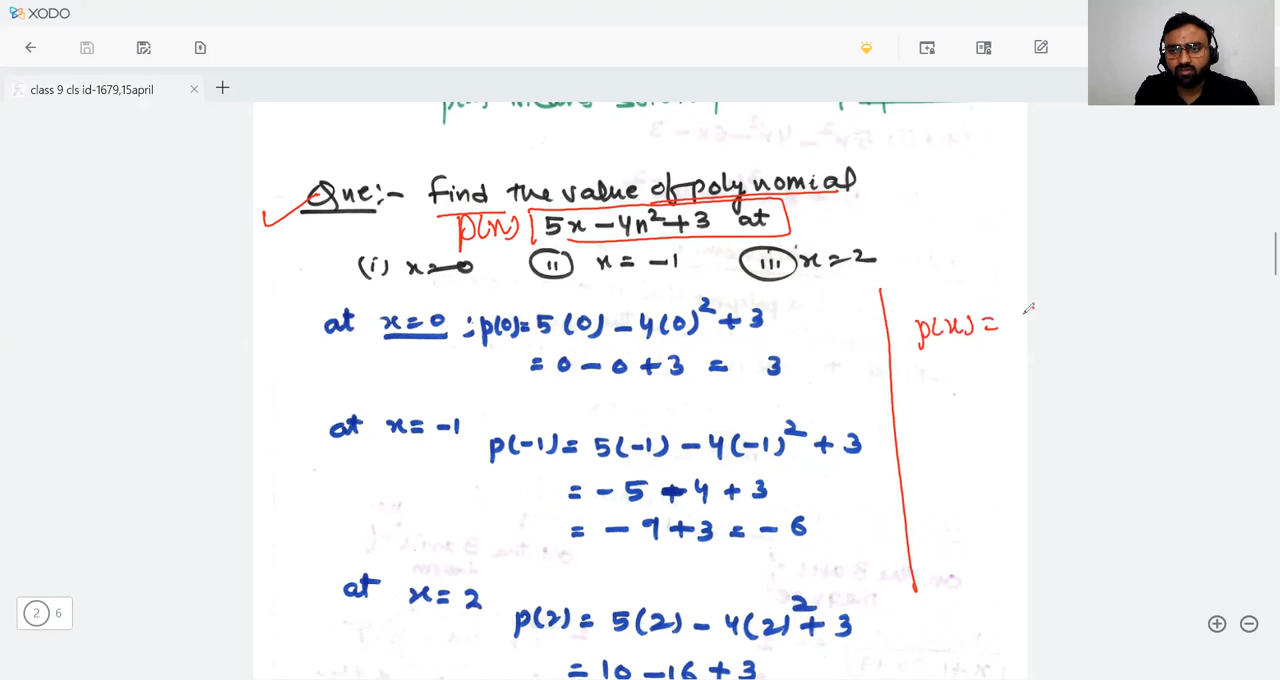 XODO
class 9 cls id-1679,15april
Que:- find the value of polynomial
p(x) 5x - 4x² + 3 at
(i) x = 0 (ii) x = -1 (iii) x = 2
at x = 0 ; p(0) = 5(0) - 4(0)² + 3
= 0 - 0 + 3 = 3
p(x) =
at x = -1 p(-1) = 5(-1) - 4(-1)² + 3
= - 5 + 4 + 3
= - 9 + 3 = - 6
at x = 2 p(2) = 5(2) - 4(2)² + 3
= 10 - 16 + 3
2 6